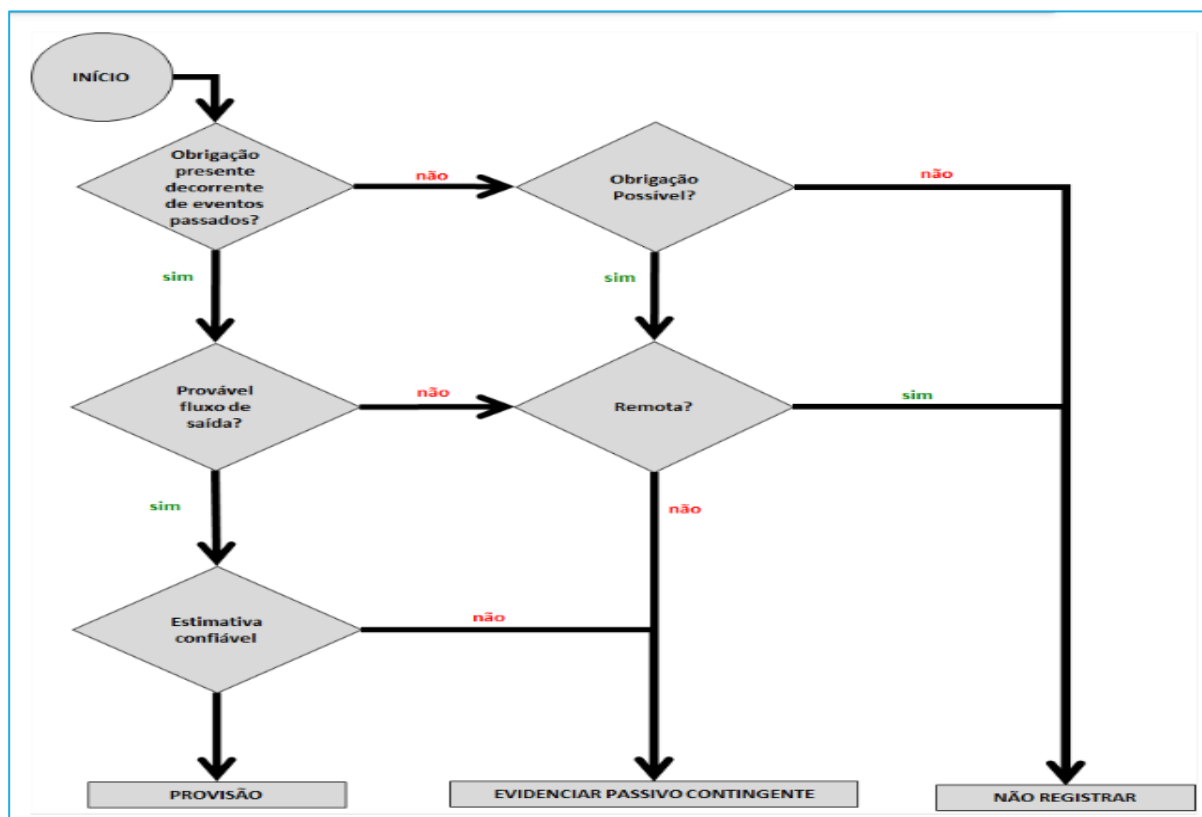 INÍCIO
Obrigação
presente
decorrente
de eventos
passados?
não
Obrigação
Possível?
não
sim
sim
Provável
fluxo de
saída?
não
Remota?
sim
sim
não
Estimativa
confiável
não
PROVISÃO
EVIDENCIAR PASSIVO CONTINGENTE
NÃO REGISTRAR